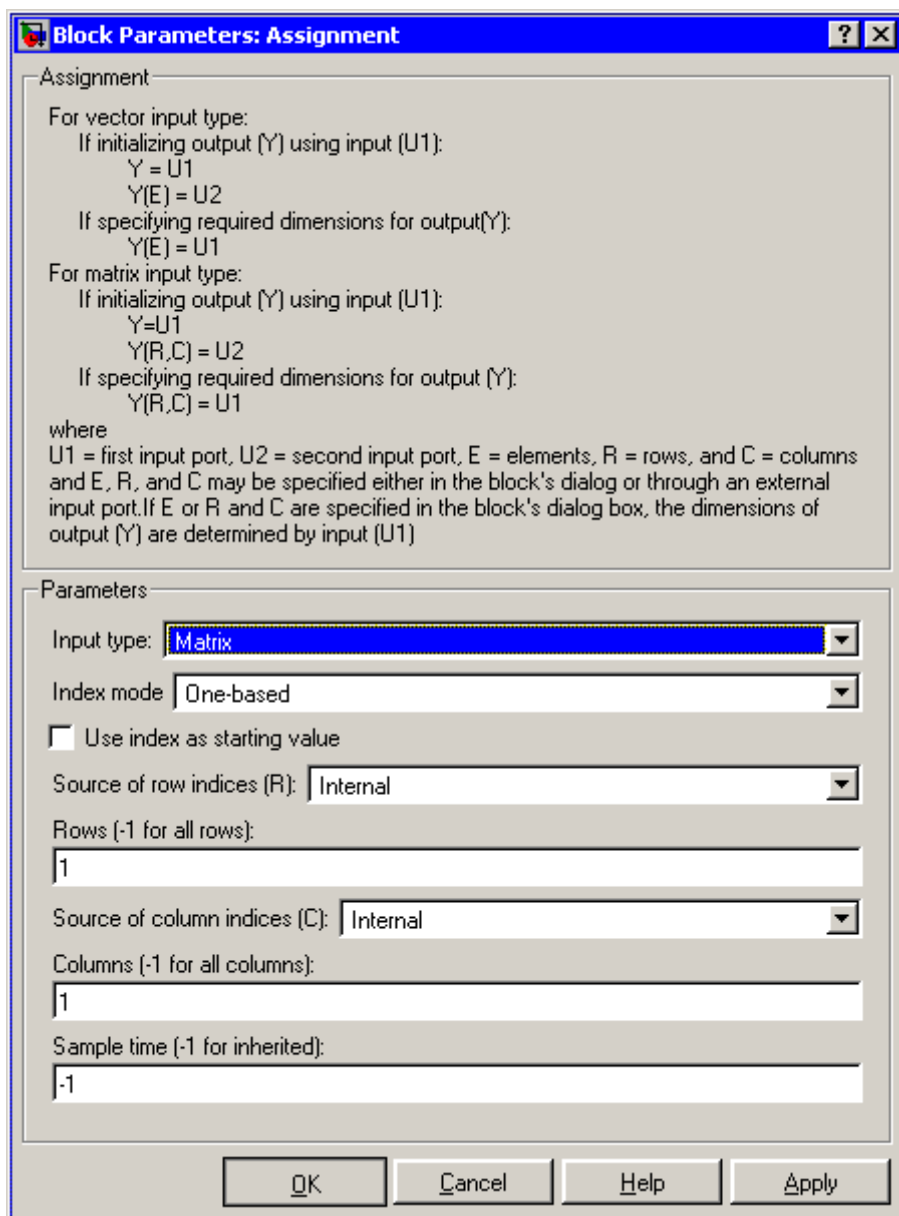 Block Parameters: Assignment
Assignment
For vector input type:
If initializing output (Y) using input (U1):
Y = U1
Y(E) = U2
If specifying required dimensions for output(Y):
Y(E) = U1
For matrix input type:
If initializing output (Y) using input (U1):
Y=U1
Y(R,C) = U2
If specifying required dimensions for output (Y):
Y(R,C) = U1
where
U1 = first input port, U2 = second input port, E = elements, R = rows, and C = columns
and E, R, and C may be specified either in the block's dialog or through an external
input port.If E or R and C are specified in the block's dialog box, the dimensions of
output (Y) are determined by input (U1)
Parameters
Input type: Matrix
Index mode One-based
Use index as starting value
Source of row indices (R): Internal
Rows (-1 for all rows):
1
Source of column indices (C): Internal
Columns (-1 for all columns):
1
Sample time (-1 for inherited):
-1
OK Cancel Help Apply